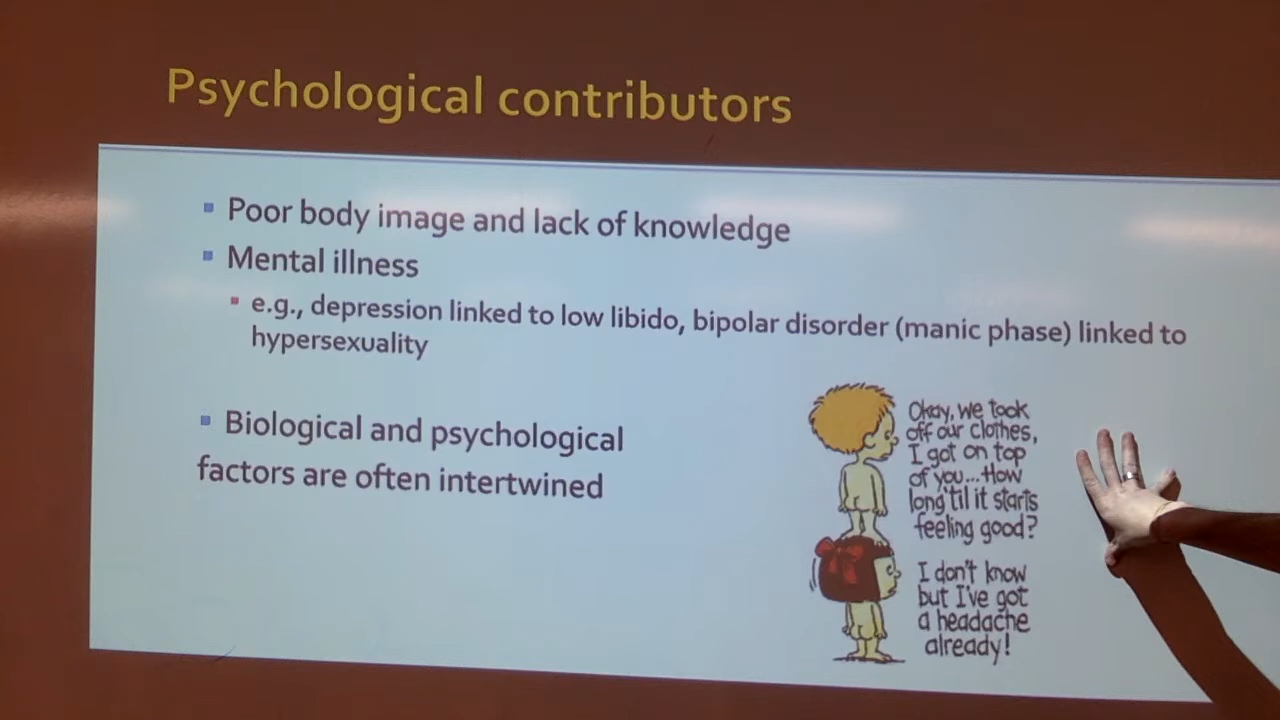 Psychological contributors
Poor body image and lack of knowledge
Mental illness
e.g., depression linked to low libido, bipolar disorder (manic phase) linked to
hypersexuality
Biological and psychological
factors are often intertwined
Okay, we took
off our clothes,
I got on top
of you...How
long 'til it starts
feeling good?
I don't know
but I've got
a headache
already!